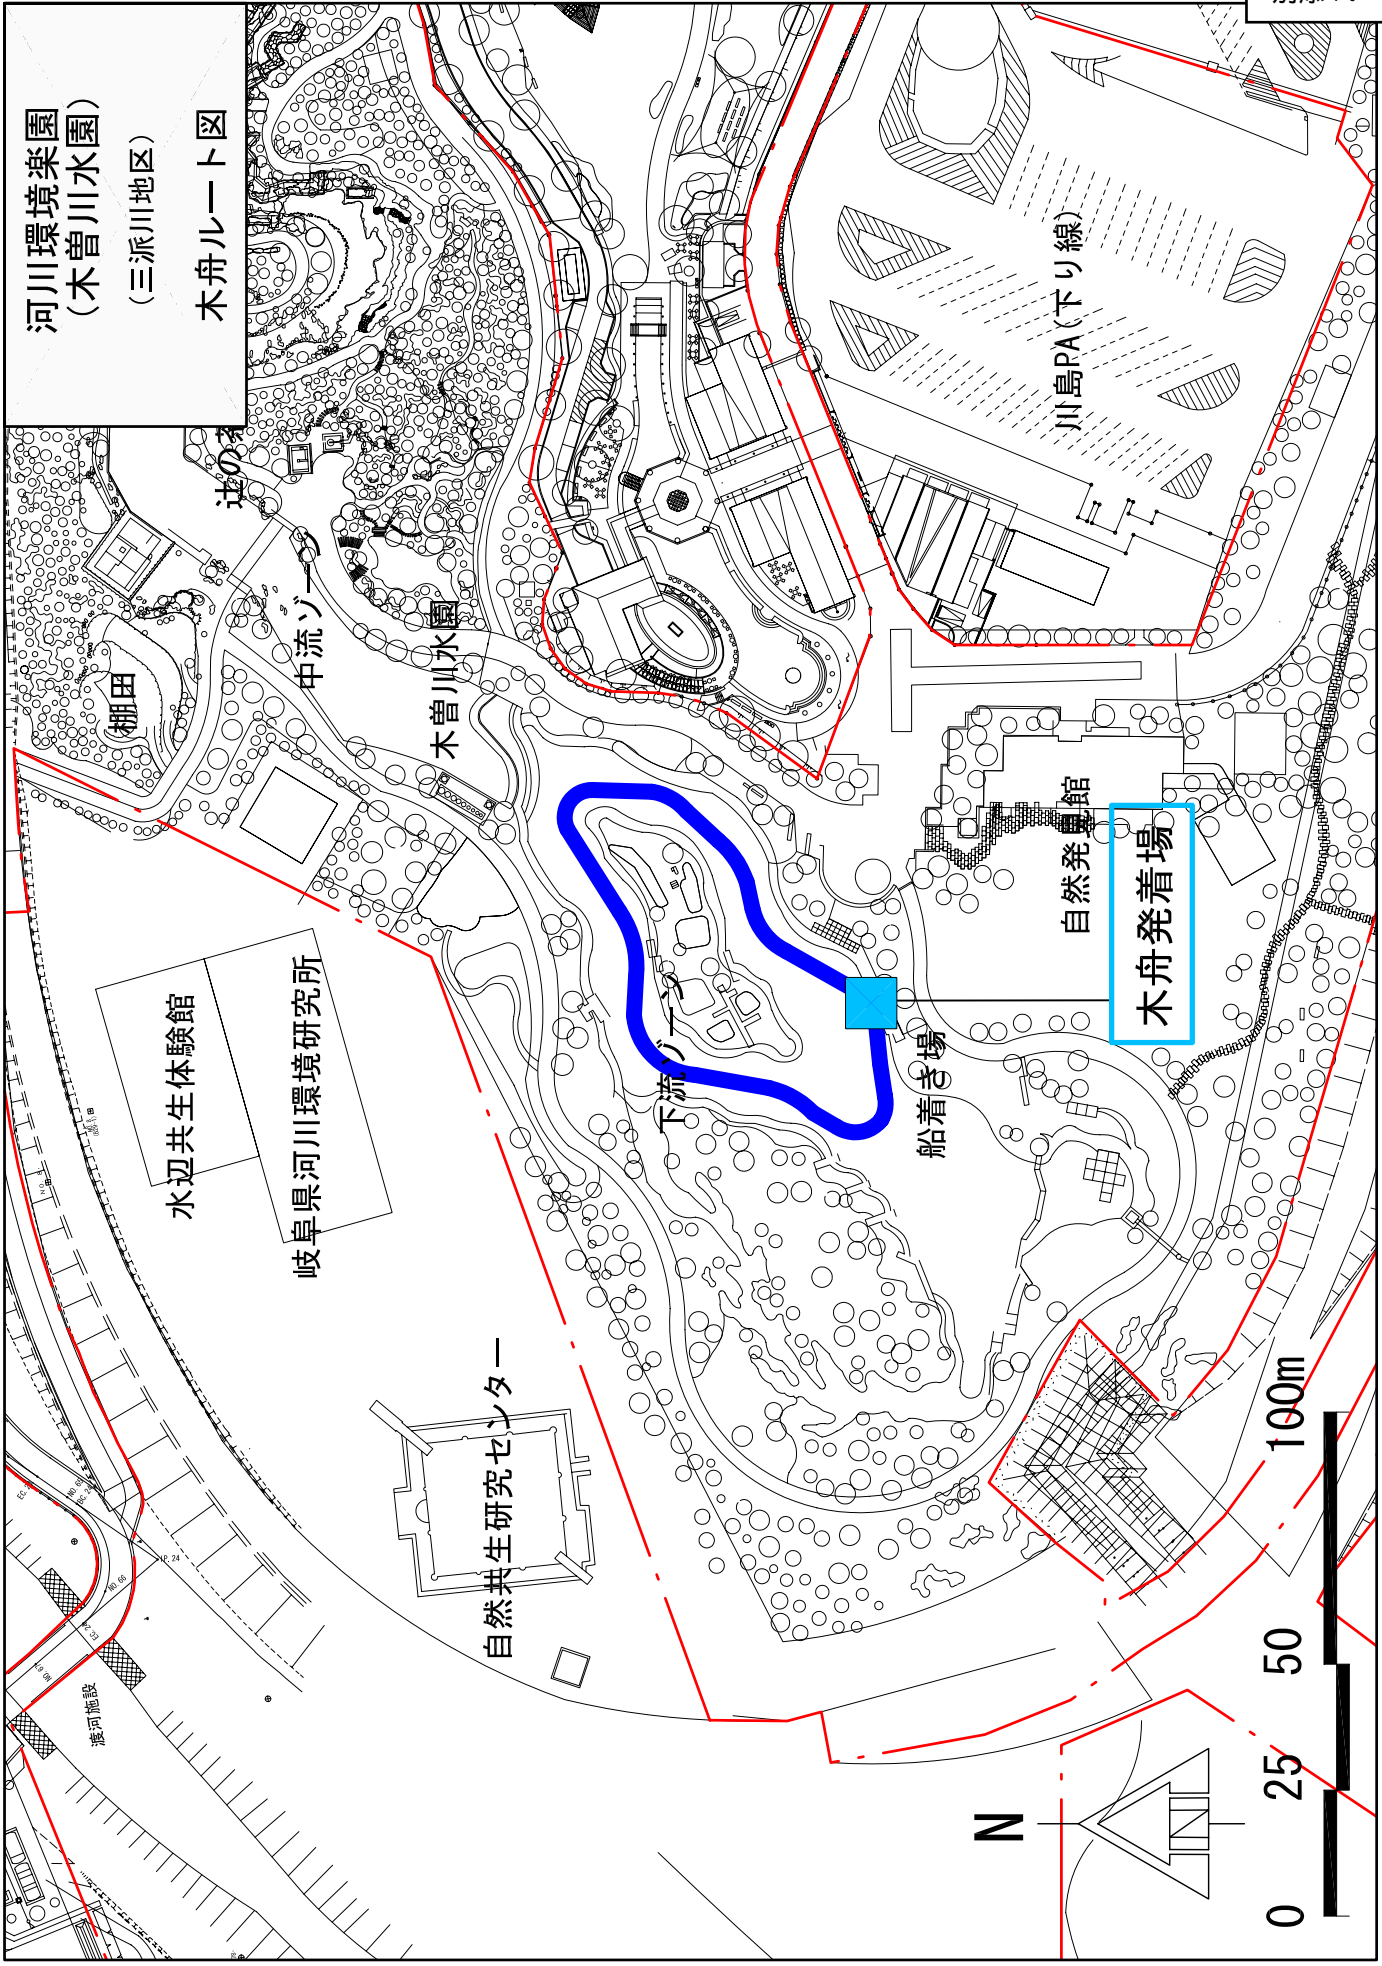 河川環境楽園
(木曽川水園)
(三派川地区)
木舟ルート図
棚田
中流ゾーン
木曽川水園
川島PA(下り線)
水辺共生体験館
岐阜県河川環境研究所
下流ゾーン
自然発見館
木舟発着場
船着き場
自然共生研究センター
渡河施設
IP.24
NO.66
N
0
25
50
100m